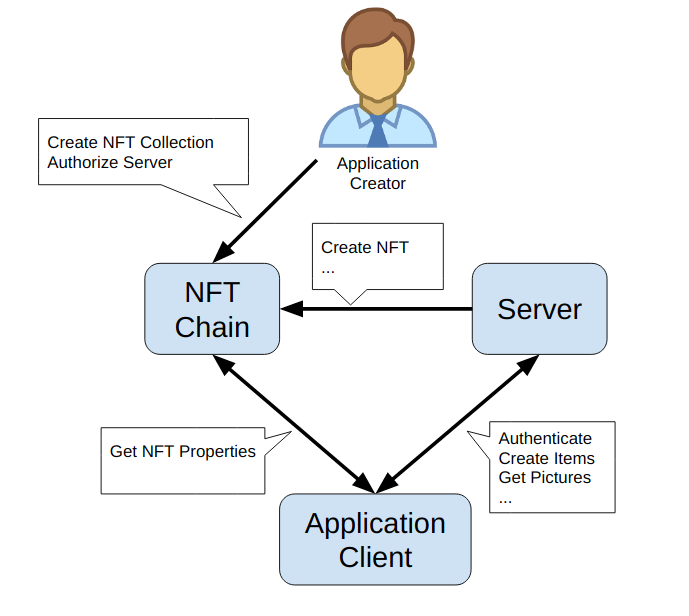 Create NFT Collection
Authorize Server
Application
Creator
Create NFT
...
NFT
Chain
Server
Get NFT Properties
Authenticate
Create Items
Get Pictures
...
Application
Client